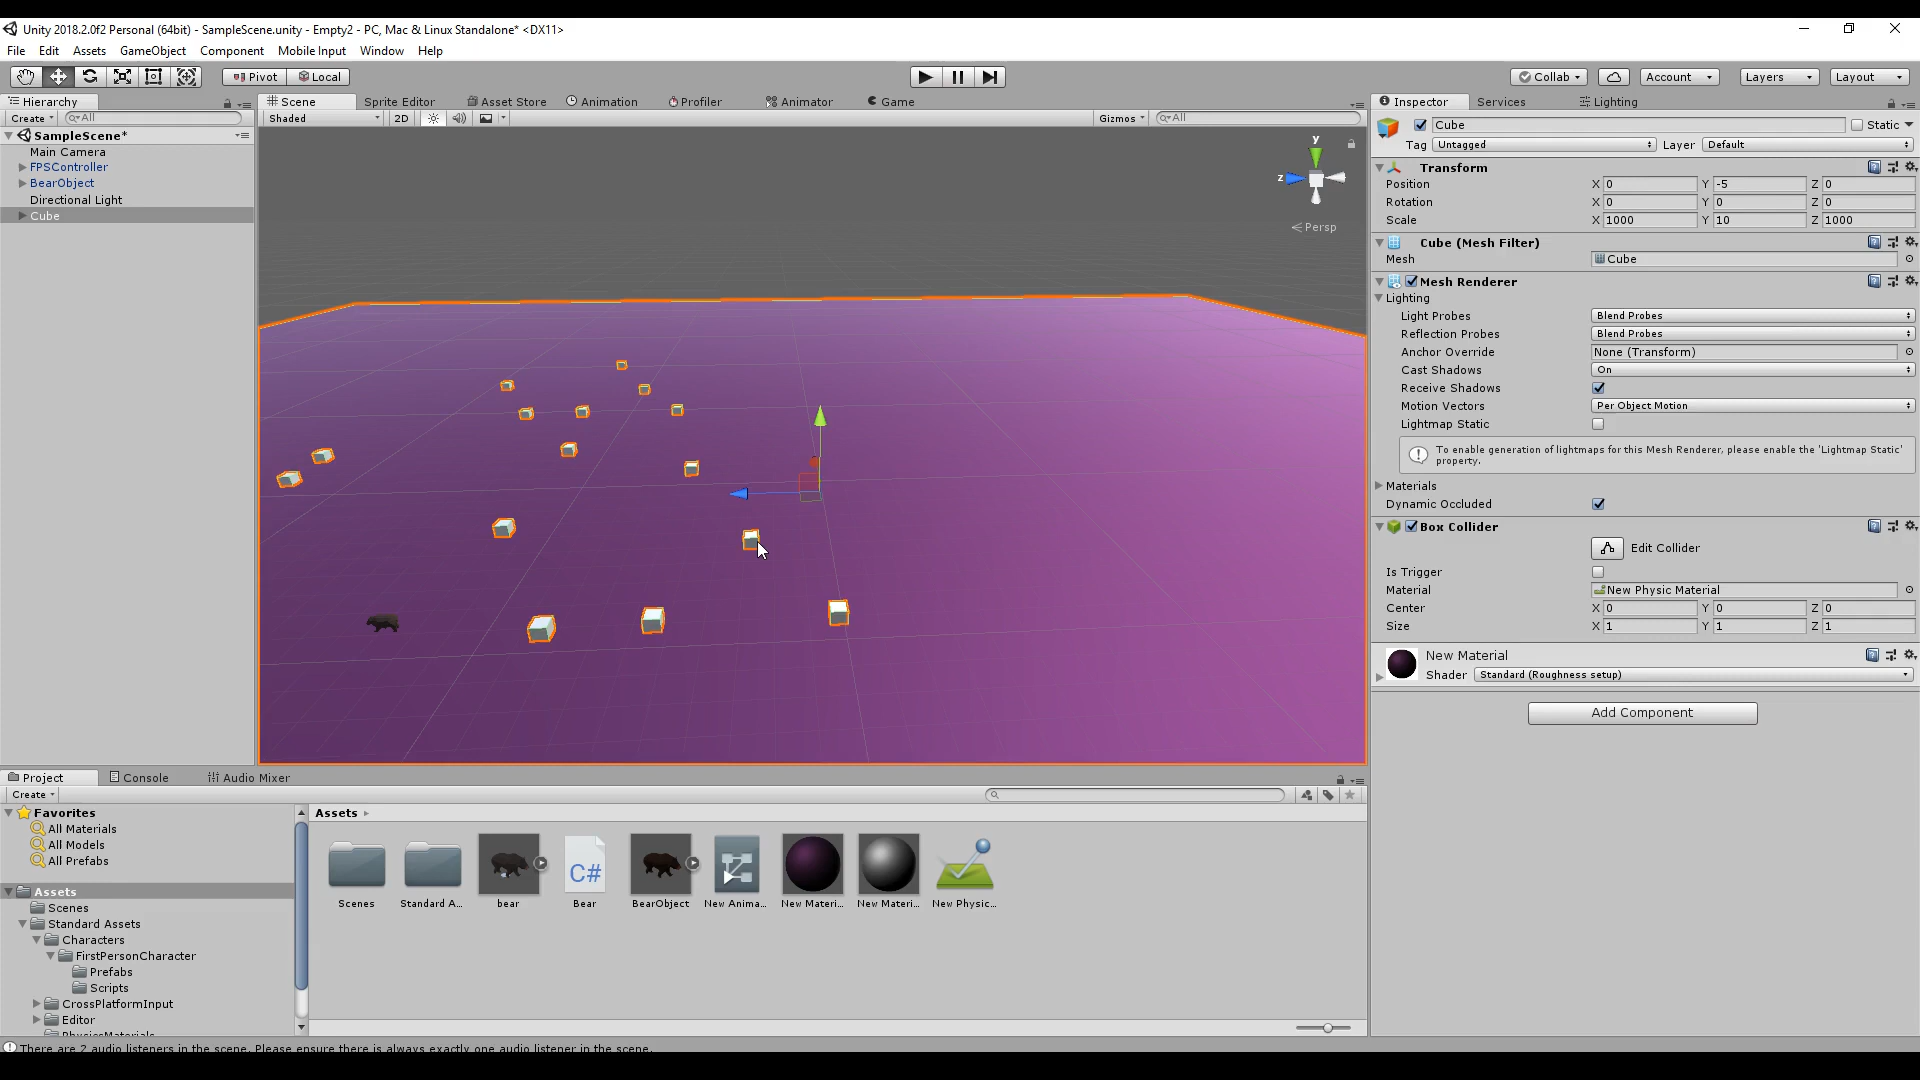 Unity 2018.2.0f2 Personal (64bit) - SampleScene.unity - Empty2 - PC, Mac & Linux Standalone* <DX11>
File Edit Assets GameObject Component Mobile Input Window Help
Pivot Local Collab Account Layers Layout
Hierarchy
Create All
SampleScene*
Main Camera
FPSController
BearObject
Directional Light
Cube
Scene Sprite Editor Asset Store Animation Profiler Animator Game
Shaded 2D Gizmos All
y
z
Persp
Inspector Services Lighting
Cube Static
Tag Untagged Layer Default
Transform
Position X 0 Y -5 Z 0
Rotation X 0 Y 0 Z 0
Scale X 1000 Y 10 Z 1000
Cube (Mesh Filter)
Mesh Cube
Mesh Renderer
Lighting
Light Probes Blend Probes
Reflection Probes Blend Probes
Anchor Override None (Transform)
Cast Shadows On
Receive Shadows
Motion Vectors Per Object Motion
Lightmap Static
To enable generation of lightmaps for this Mesh Renderer, please enable the 'Lightmap Static'
property.
Materials
Dynamic Occluded
Box Collider
Edit Collider
Is Trigger
Material New Physic Material
Center X 0 Y 0 Z 0
Size X 1 Y 1 Z 1
New Material
Shader Standard (Roughness setup)
Add Component
Project Console Audio Mixer
Create
Favorites
All Materials
All Models
All Prefabs
Assets
Scenes
Standard Assets
Characters
FirstPersonCharacter
Prefabs
Scripts
CrossPlatformInput
Editor
PhysicsMaterials
Assets
C#
Scenes Standard A... bear Bear BearObject New Anima... New Materi... New Materi... New Physic...
There are 2 audio listeners in the scene. Please ensure there is always exactly one audio listener in the scene.